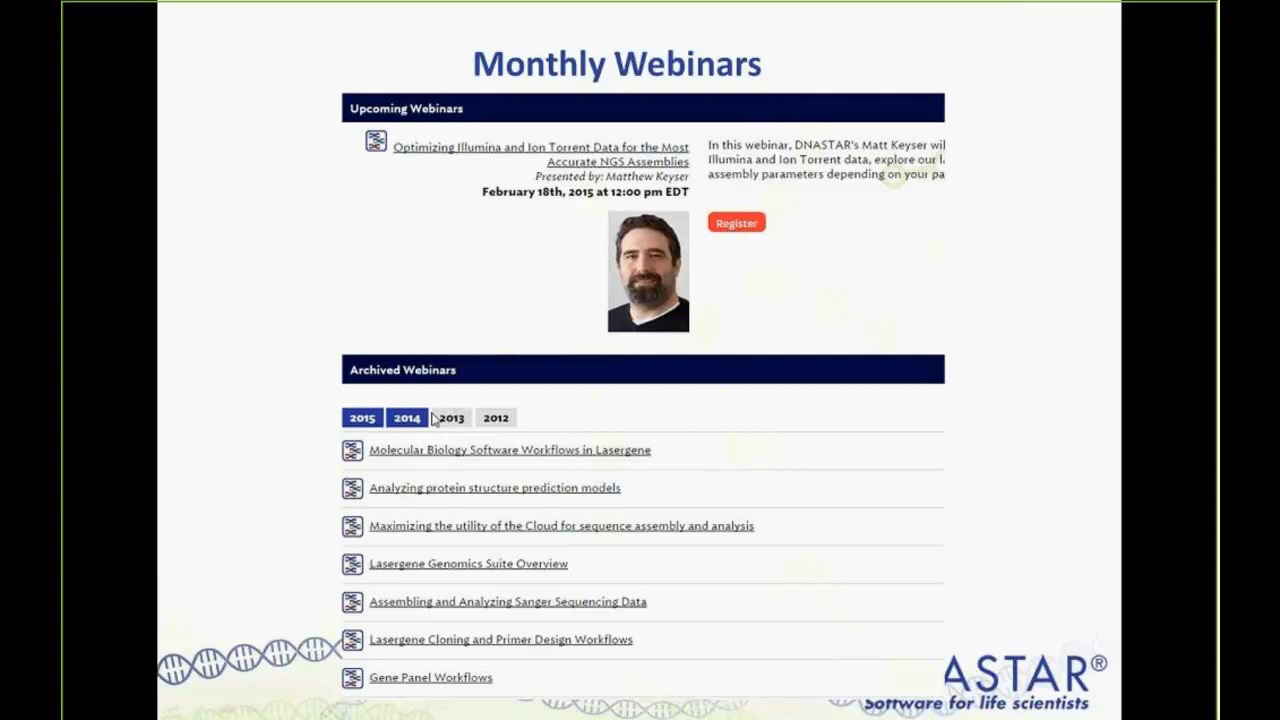 Monthly Webinars
Upcoming Webinars
Optimizing Illumina and Ion Torrent Data for the Most
Accurate NGS Assemblies
Presented by: Matthew Keyser
February 18th, 2015 at 12:00 pm EDT
In this webinar, DNASTAR's Matt Keyser wil
Illumina and Ion Torrent data, explore our l
assembly parameters depending on your pa
Register
Archived Webinars
2015 2014 2013 2012
Molecular Biology Software Workflows in Lasergene
Analyzing protein structure prediction models
Maximizing the utility of the Cloud for sequence assembly and analysis
Lasergene Genomics Suite Overview
Assembling and Analyzing Sanger Sequencing Data
Lasergene Cloning and Primer Design Workflows
Gene Panel Workflows
ASTAR®
Software for life scientists